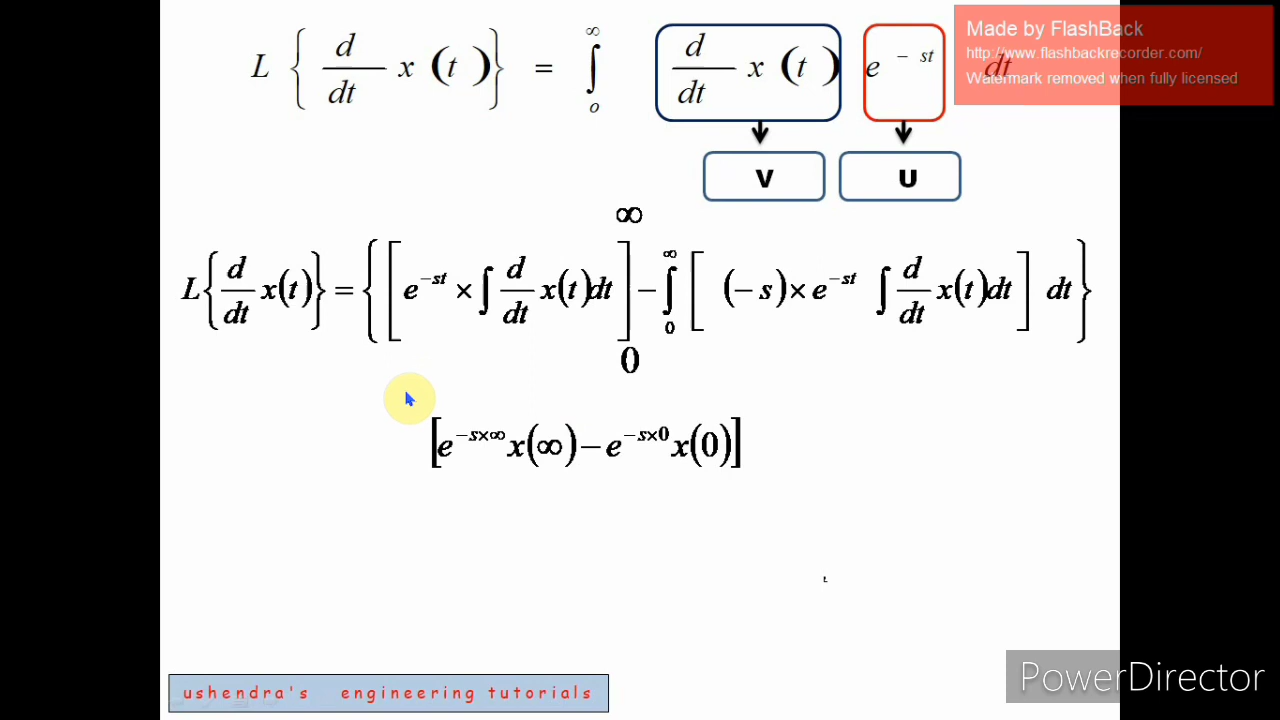 L { d/dt x (t) } = ∫_o^∞ d/dt x (t) e^{- st} dt
Made by FlashBack
http://www.flashbackrecorder.com/
Watermark removed when fully licensed
V U
L{ d/dt x(t) } = { [ e^{-st} × ∫ d/dt x(t)dt ]_0^∞ - ∫_0^∞ [ (-s)× e^{-st} ∫ d/dt x(t)dt ] dt }
[e^{-s×∞} x(∞) - e^{-s×0} x(0)]
ushendra's engineering tutorials
PowerDirector